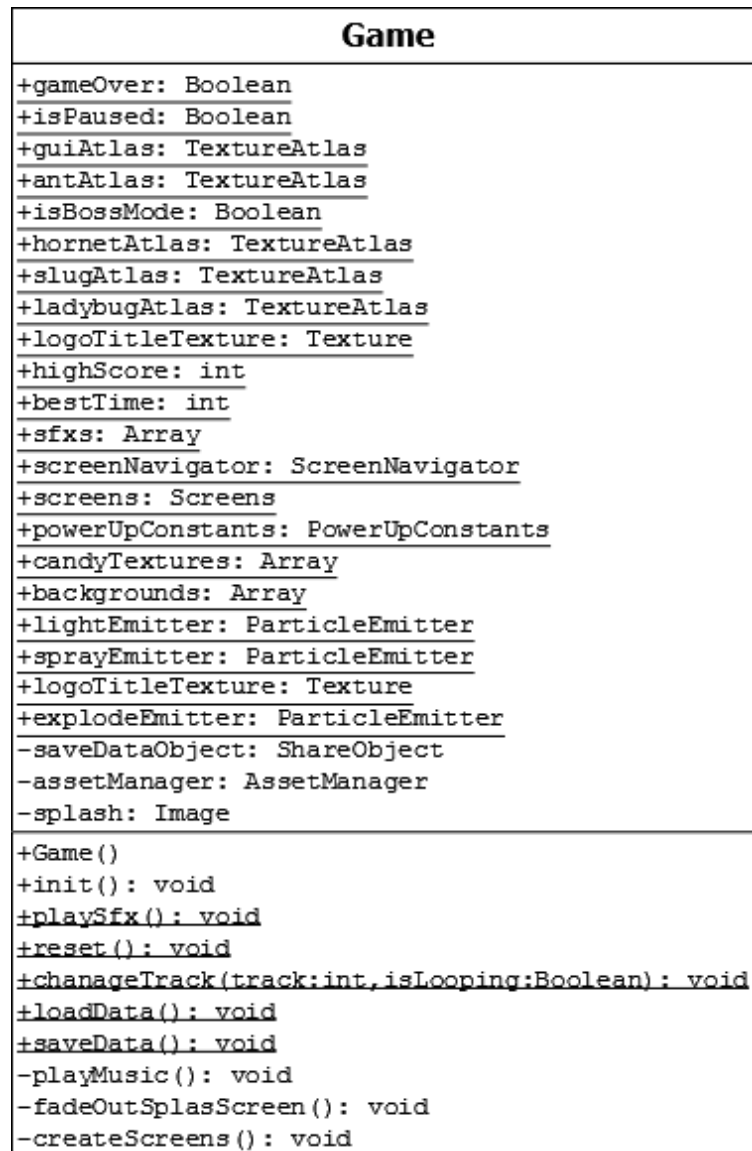 Game
+gameOver: Boolean
+isPaused: Boolean
+guiAtlas: TextureAtlas
+antAtlas: TextureAtlas
+isBossMode: Boolean
+hornetAtlas: TextureAtlas
+slugAtlas: TextureAtlas
+ladybugAtlas: TextureAtlas
+logoTitleTexture: Texture
+highScore: int
+bestTime: int
+sfxs: Array
+screenNavigator: ScreenNavigator
+screens: Screens
+powerUpConstants: PowerUpConstants
+candyTextures: Array
+backgrounds: Array
+lightEmitter: ParticleEmitter
+sprayEmitter: ParticleEmitter
+logoTitleTexture: Texture
+explodeEmitter: ParticleEmitter
-saveDataObject: ShareObject
-assetManager: AssetManager
-splash: Image
+Game()
+init(): void
+playSfx(): void
+reset(): void
+chanageTrack(track:int,isLooping:Boolean): void
+loadData(): void
+saveData(): void
-playMusic(): void
-fadeOutSplasScreen(): void
-createScreens(): void